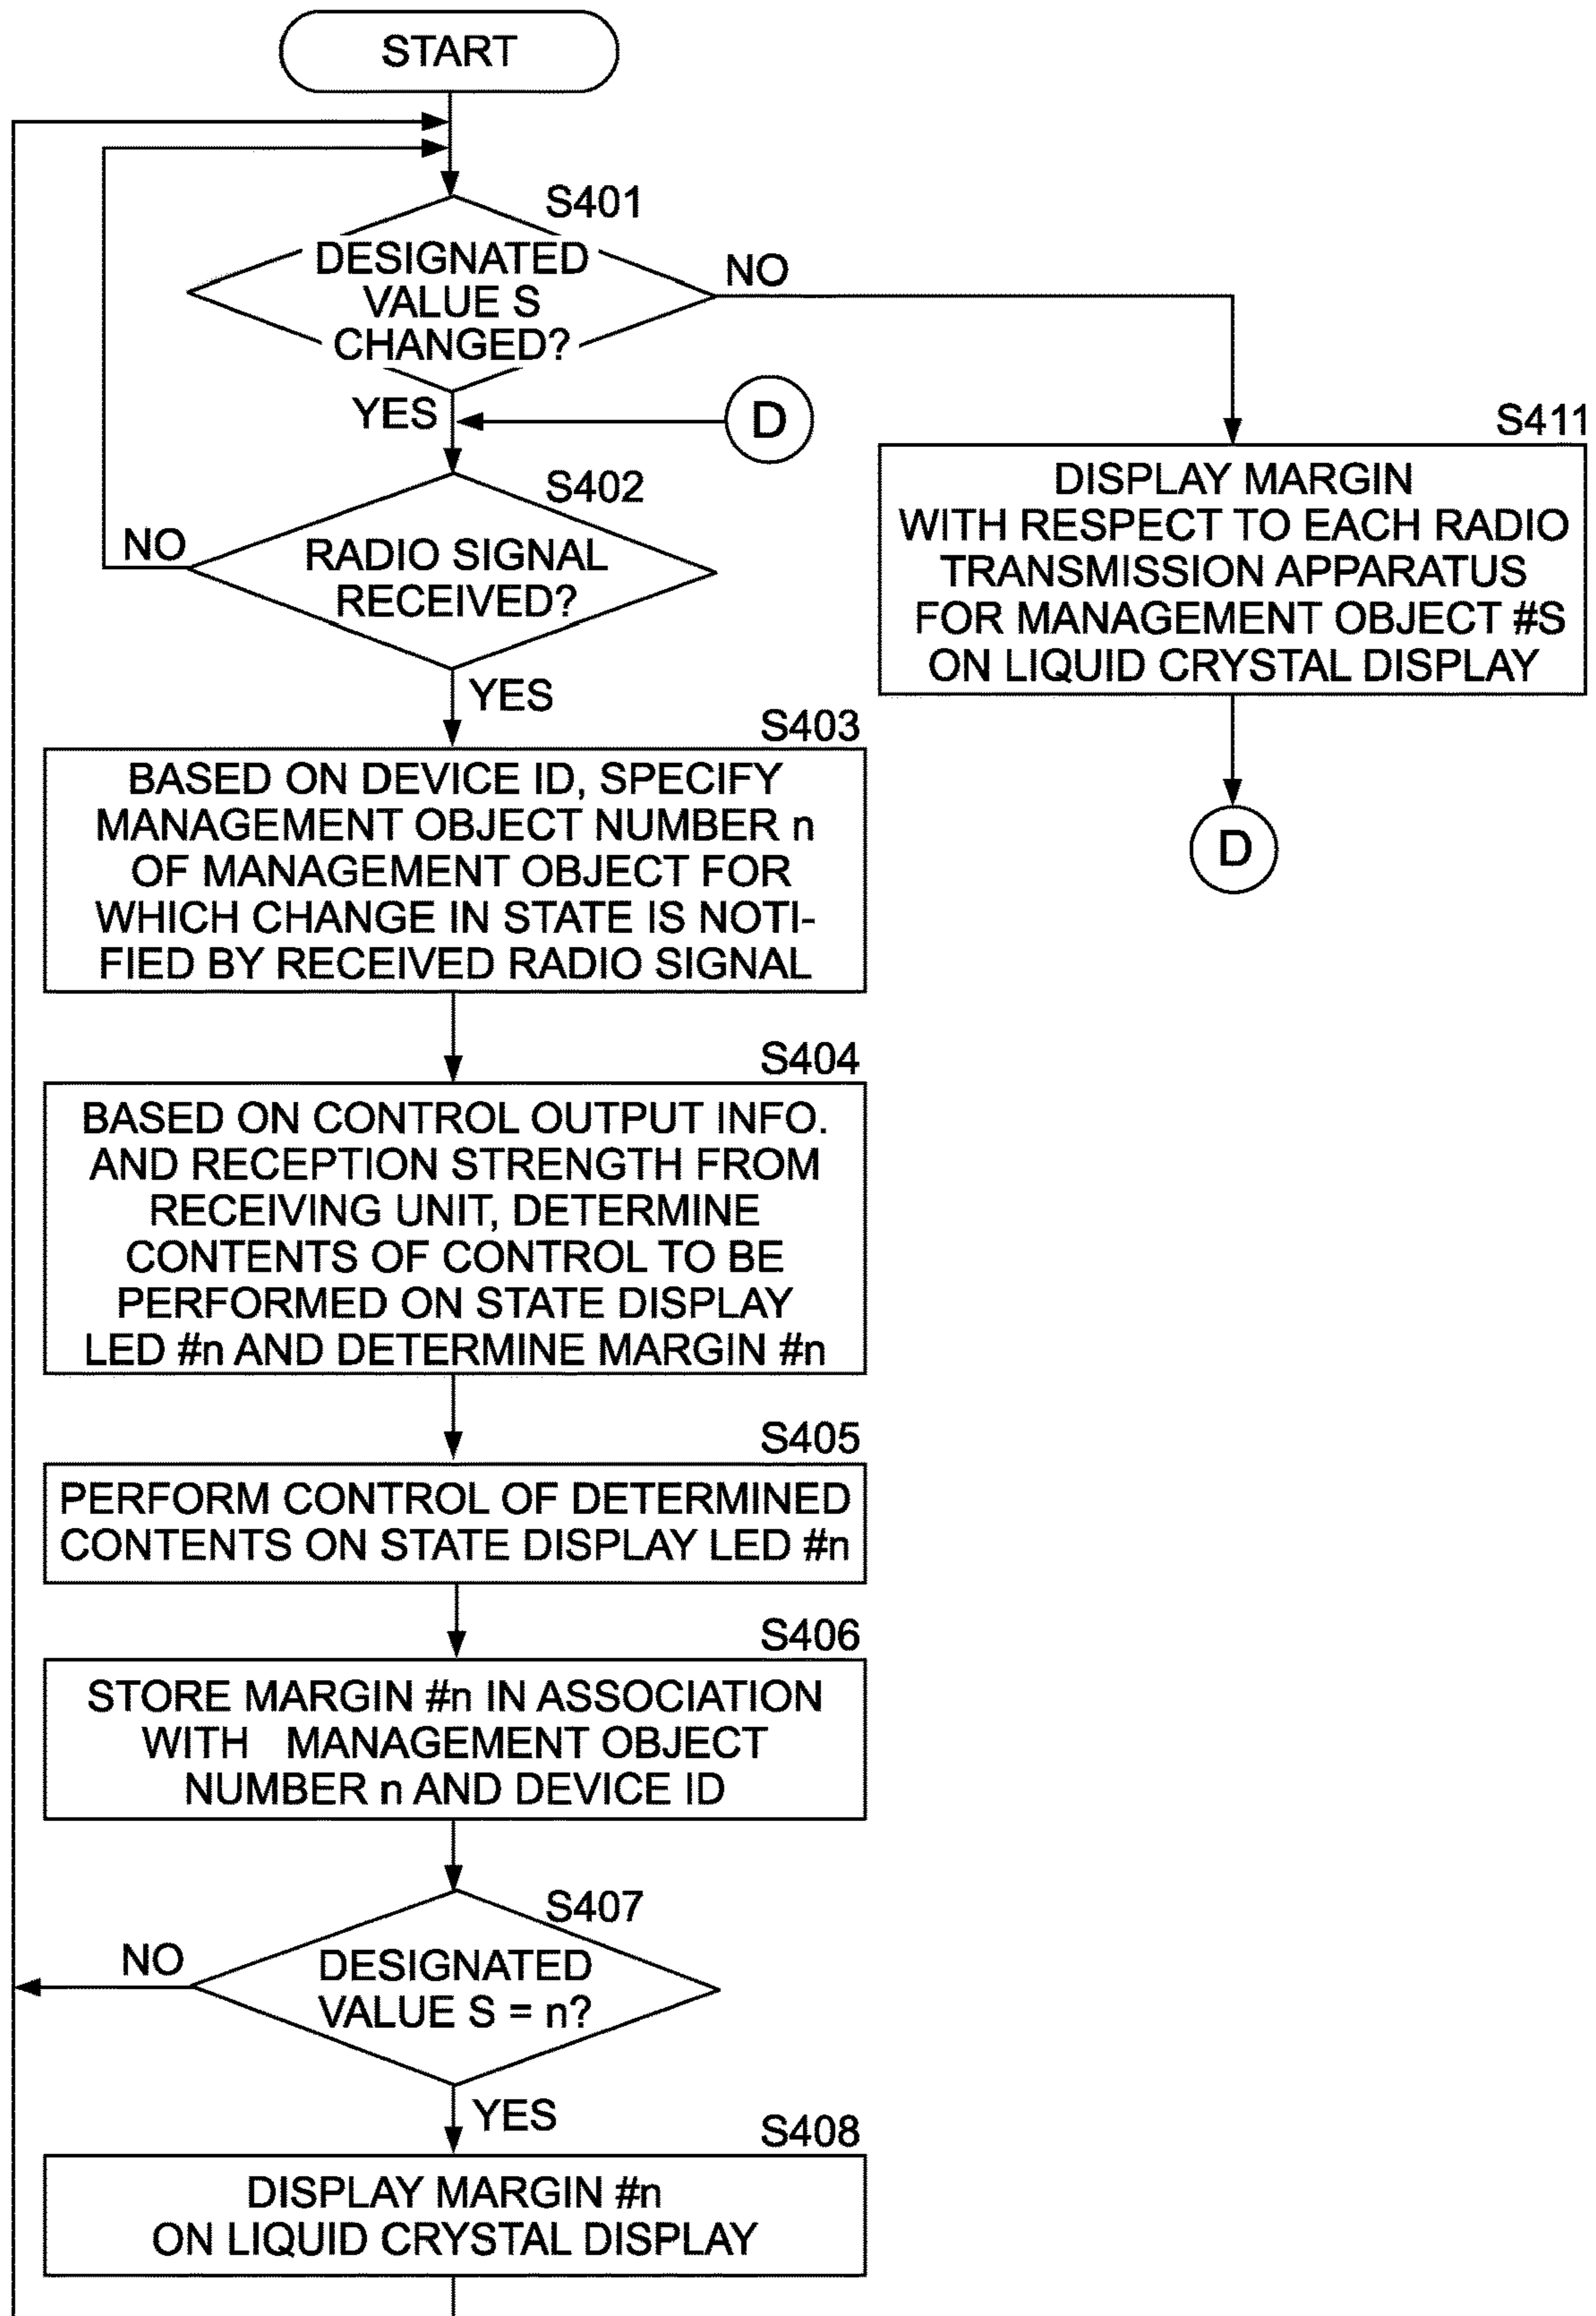 START
S401
DESIGNATED
VALUE S
CHANGED?
NO
YES
D
S411
DISPLAY MARGIN
WITH RESPECT TO EACH RADIO
TRANSMISSION APPARATUS
FOR MANAGEMENT OBJECT #S
ON LIQUID CRYSTAL DISPLAY
D
S402
RADIO SIGNAL
RECEIVED?
NO
YES
S403
BASED ON DEVICE ID, SPECIFY
MANAGEMENT OBJECT NUMBER n
OF MANAGEMENT OBJECT FOR
WHICH CHANGE IN STATE IS NOTI-
FIED BY RECEIVED RADIO SIGNAL
S404
BASED ON CONTROL OUTPUT INFO.
AND RECEPTION STRENGTH FROM
RECEIVING UNIT, DETERMINE
CONTENTS OF CONTROL TO BE
PERFORMED ON STATE DISPLAY
LED #n AND DETERMINE MARGIN #n
S405
PERFORM CONTROL OF DETERMINED
CONTENTS ON STATE DISPLAY LED #n
S406
STORE MARGIN #n IN ASSOCIATION
WITH MANAGEMENT OBJECT
NUMBER n AND DEVICE ID
S407
DESIGNATED
VALUE S = n?
NO
YES
S408
DISPLAY MARGIN #n
ON LIQUID CRYSTAL DISPLAY